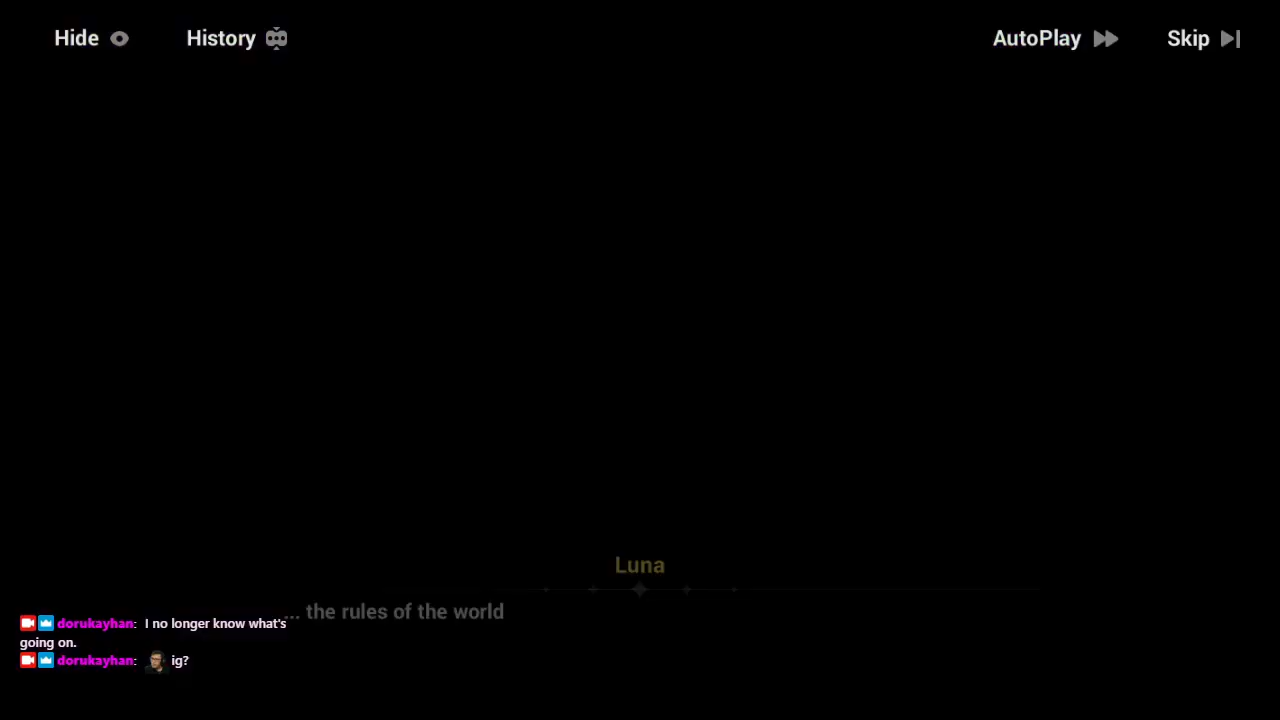 Hide
History
AutoPlay
Skip
Luna
... the rules of the world
dorukayhan: I no longer know what's
going on.
dorukayhan: ig?